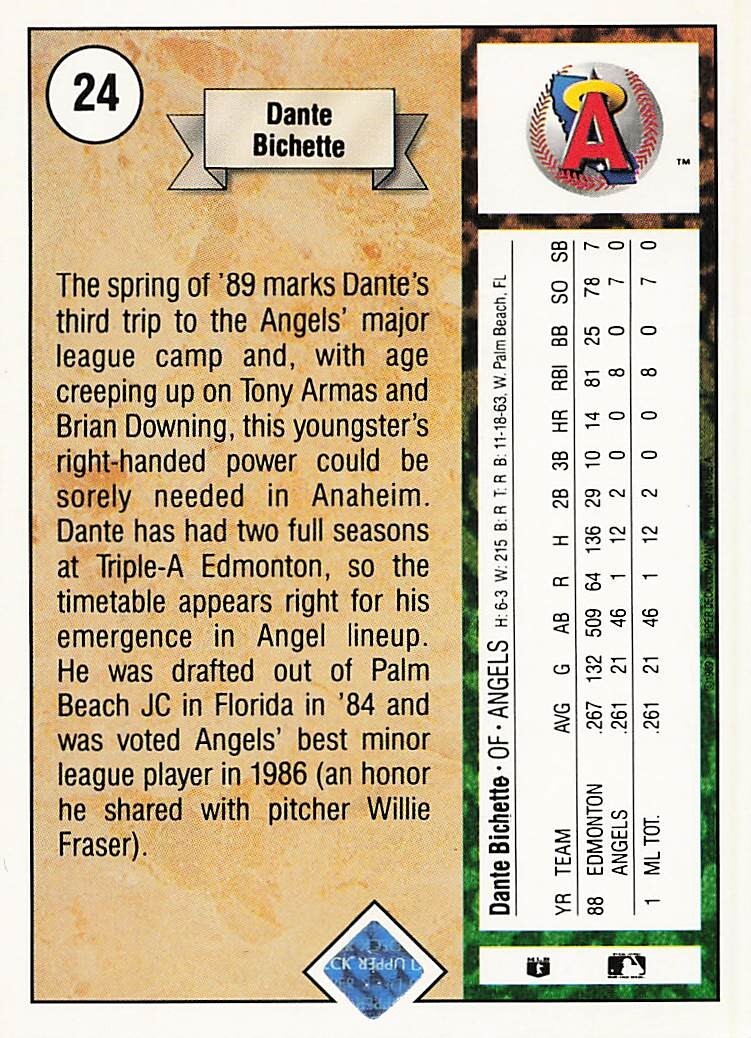 24
Dante
Bichette
The spring of '89 marks Dante's
third trip to the Angels' major
league camp and, with age
creeping up on Tony Armas and
Brian Downing, this youngster's
right-handed power could be
sorely needed in Anaheim.
Dante has had two full seasons
at Triple-A Edmonton, so the
timetable appears right for his
emergence in Angel lineup.
He was drafted out of Palm
Beach JC in Florida in '84 and
was voted Angels' best minor
league player in 1986 (an honor
he shared with pitcher Willie
Fraser).
A
TM
Dante Bichette • OF • ANGELS H: 6-3 W: 215 B: R T: R B: 11-18-63, W. Palm Beach, FL
YR TEAM AVG G AB R H 2B 3B HR RBI BB SO SB
88 EDMONTON .267 132 509 64 136 29 10 14 81 25 78 7
ANGELS .261 21 46 1 12 2 0 0 8 0 7 0
1 ML TOT. .261 21 46 1 12 2 0 0 8 0 7 0
UPPER